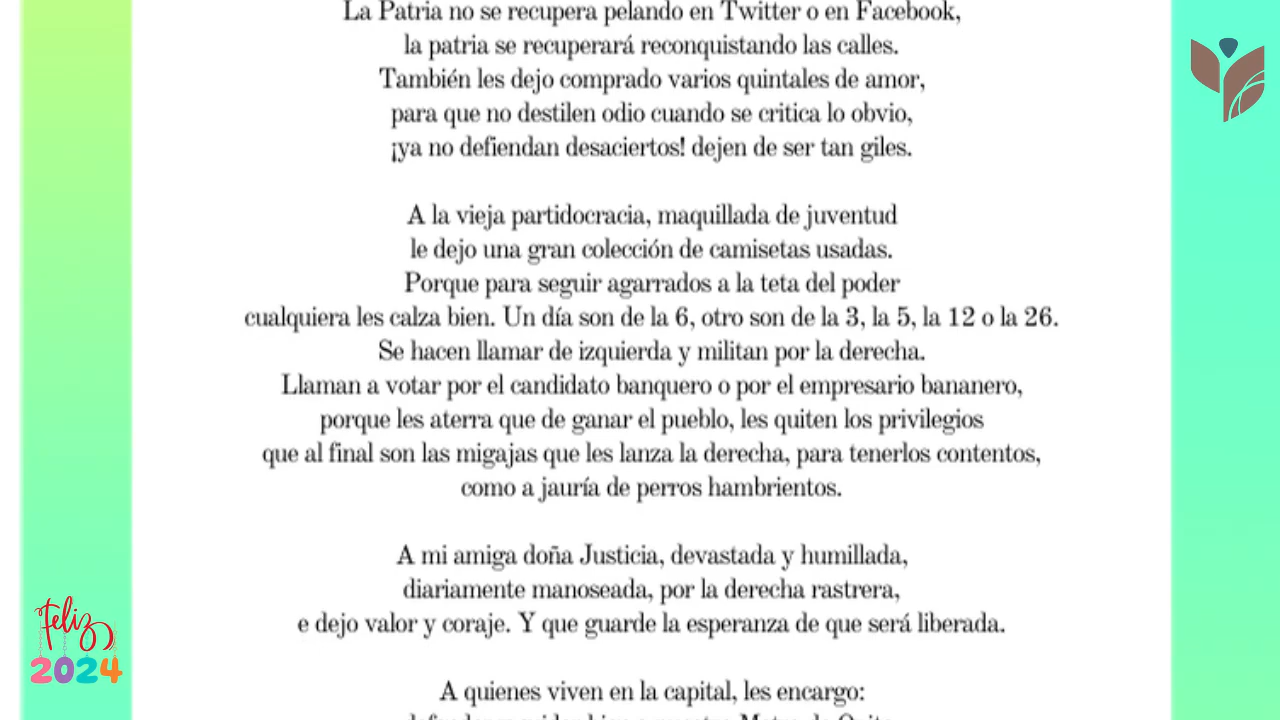 La Patria no se recupera pelando en Twitter o en Facebook,
la patria se recuperará reconquistando las calles.
También les dejo comprado varios quintales de amor,
para que no destilen odio cuando se critica lo obvio,
¡ya no defiendan desaciertos! dejen de ser tan giles.
A la vieja partidocracia, maquillada de juventud
le dejo una gran colección de camisetas usadas.
Porque para seguir agarrados a la teta del poder
cualquiera les calza bien. Un día son de la 6, otro son de la 3, la 5, la 12 o la 26.
Se hacen llamar de izquierda y militan por la derecha.
Llaman a votar por el candidato banquero o por el empresario bananero,
porque les aterra que de ganar el pueblo, les quiten los privilegios
que al final son las migajas que les lanza la derecha, para tenerlos contentos,
como a jauría de perros hambrientos.
A mi amiga doña Justicia, devastada y humillada,
diariamente manoseada, por la derecha rastrera,
e dejo valor y coraje. Y que guarde la esperanza de que será liberada.
A quienes viven en la capital, les encargo:
Feliz
2024